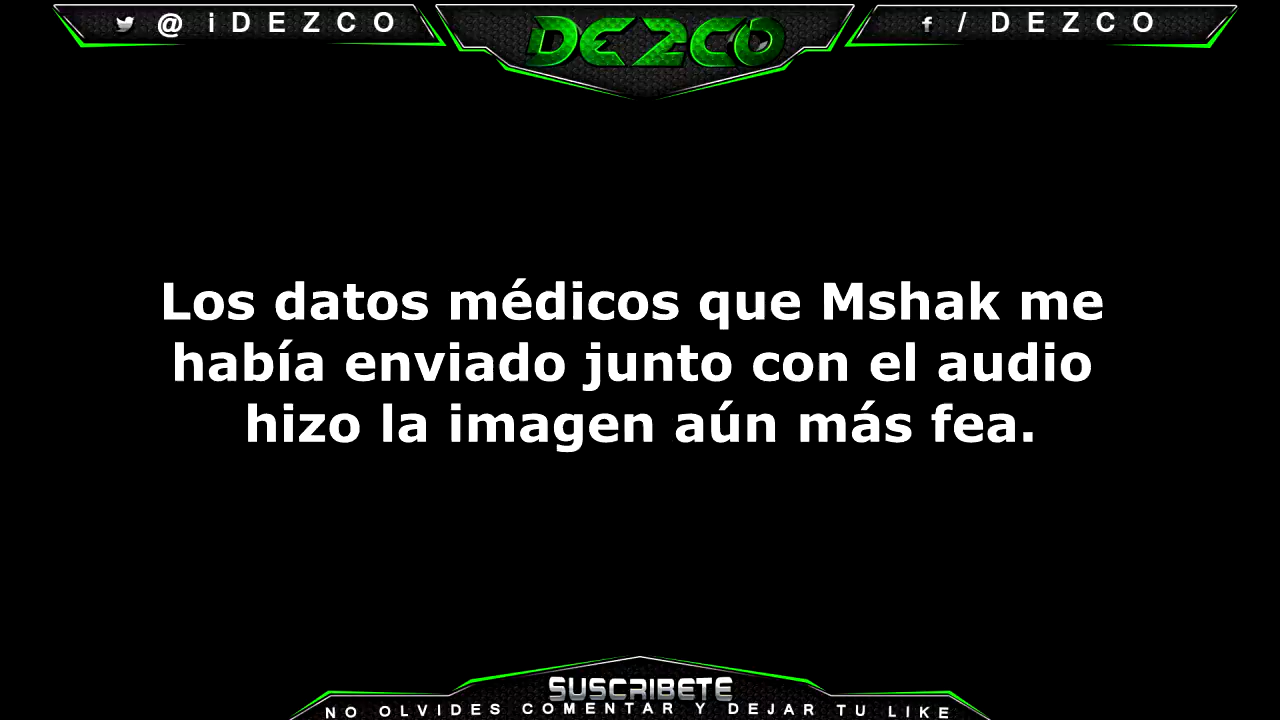 @iDEZCO
DEZCO
f / DEZCO
Los datos médicos que Mshak me
había enviado junto con el audio
hizo la imagen aún más fea.
SUSCRIBETE
NO OLVIDES COMENTAR Y DEJAR TU LIKE